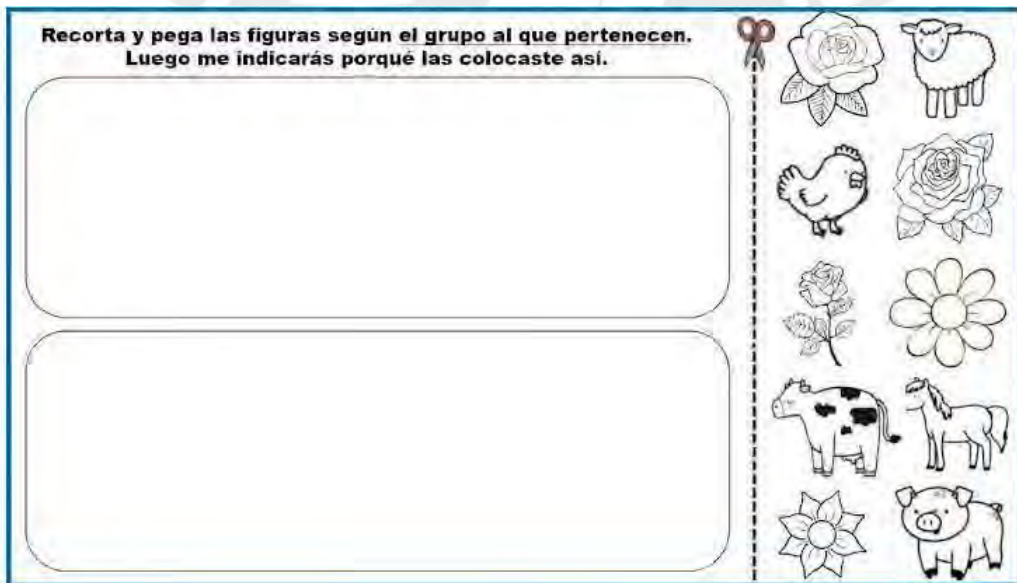 Recorta y pega las figuras según el grupo al que pertenecen.
Luego me indicarás porqué las colocaste así.